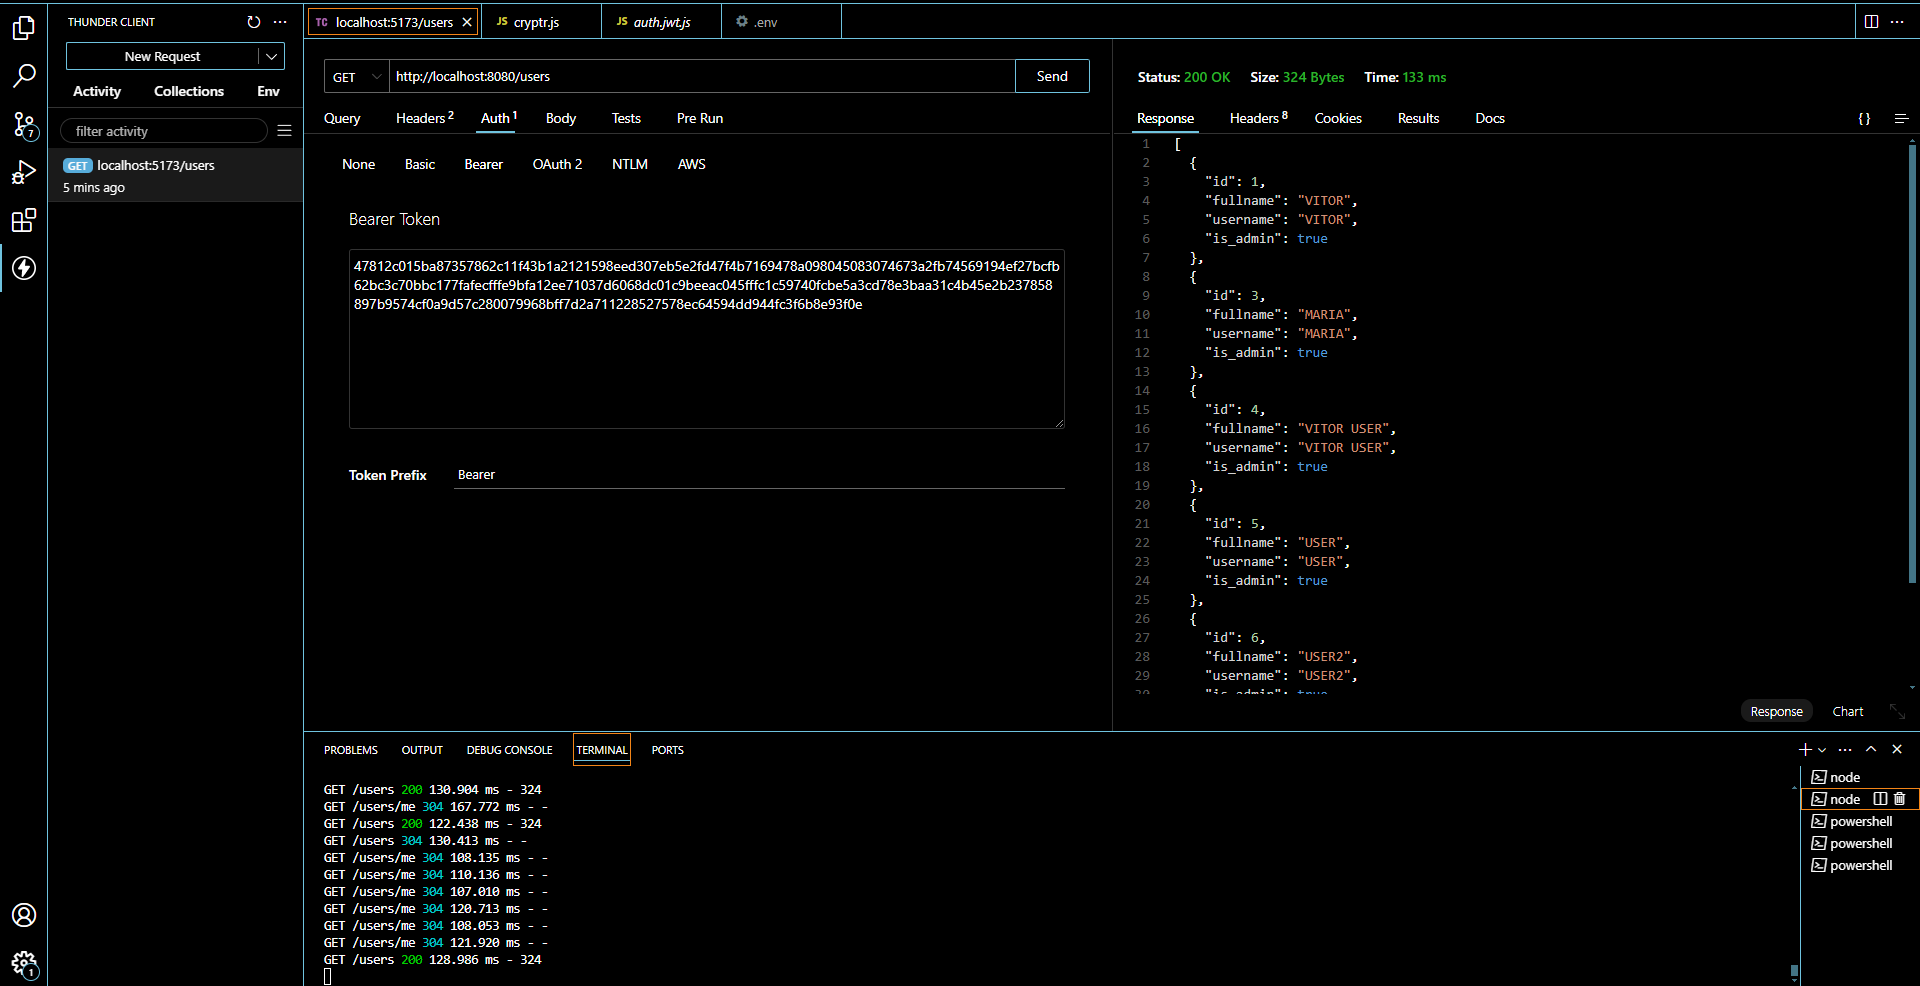 THUNDER CLIENT
New Request
Activity Collections Env
filter activity
GET localhost:5173/users
5 mins ago
7
1
TC localhost:5173/users
JS cryptr.js
JS auth.jwt.js
.env
GET http://localhost:8080/users Send
Query Headers 2 Auth 1 Body Tests Pre Run
None Basic Bearer OAuth 2 NTLM AWS
Bearer Token
47812c015ba87357862c11f43b1a2121598eed307eb5e2fd47f4b7169478a098045083074673a2fb74569194ef27bcfb
62bc3c70bbc177fafecfffe9bfa12ee71037d6068dc01c9beeac045fffc1c59740fcbe5a3cd78e3baa31c4b45e2b237858
897b9574cf0a9d57c280079968bff7d2a711228527578ec64594dd944fc3f6b8e93f0e
Token Prefix Bearer
Status: 200 OK Size: 324 Bytes Time: 133 ms
Response Headers 8 Cookies Results Docs {}
1 [
2 {
3 "id": 1,
4 "fullname": "VITOR",
5 "username": "VITOR",
6 "is_admin": true
7 },
8 {
9 "id": 3,
10 "fullname": "MARIA",
11 "username": "MARIA",
12 "is_admin": true
13 },
14 {
15 "id": 4,
16 "fullname": "VITOR USER",
17 "username": "VITOR USER",
18 "is_admin": true
19 },
20 {
21 "id": 5,
22 "fullname": "USER",
23 "username": "USER",
24 "is_admin": true
25 },
26 {
27 "id": 6,
28 "fullname": "USER2",
29 "username": "USER2",
30 "is_admin": true
Response Chart
PROBLEMS OUTPUT DEBUG CONSOLE TERMINAL PORTS
GET /users 200 130.904 ms - 324
GET /users/me 304 167.772 ms - -
GET /users 200 122.438 ms - 324
GET /users 304 130.413 ms - -
GET /users/me 304 108.135 ms - -
GET /users/me 304 110.136 ms - -
GET /users/me 304 107.010 ms - -
GET /users/me 304 120.713 ms - -
GET /users/me 304 108.053 ms - -
GET /users/me 304 121.920 ms - -
GET /users 200 128.986 ms - 324
node
node
powershell
powershell
powershell